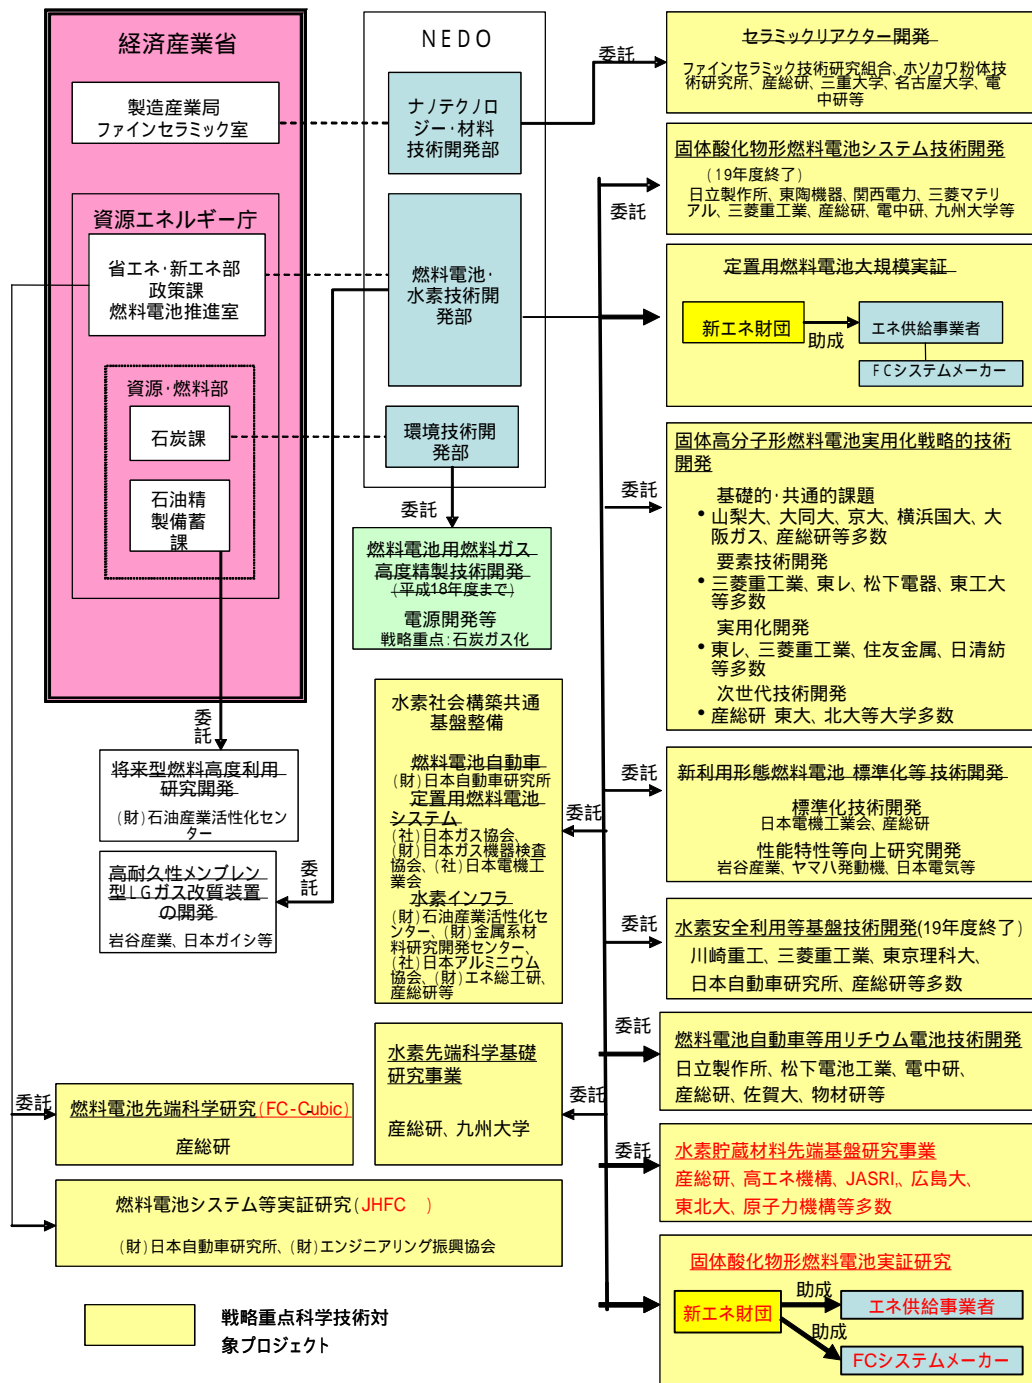 経済産業省
製造産業局
ファインセラミック室
資源エネルギー庁
省エネ・新エネ部
政策課
燃料電池推進室
資源・燃料部
石炭課
石油精
製備蓄
課
NEDO
ナノテクノロ
ジー・材料
技術開発部
燃料電池・
水素技術開
発部
環境技術開
発部
委託
燃料電池用燃料ガス
高度精製技術開発
(平成18年度まで)
電源開発等
戦略重点:石炭ガス化
委
託
将来型燃料高度利用
研究開発
(財)石油産業活性化セン
ター
高耐久性メンブレン
型LGガス改質装置
の開発
岩谷産業、日本ガイシ等
委
託
水素社会構築共通
基盤整備
燃料電池自動車
(財)日本自動車研究所
定置用燃料電池
システム
(社)日本ガス協会、
(財)日本ガス機器検査
協会、(社)日本電機工
業会
水素インフラ
(財)石油産業活性化セ
ンター、(財)金属系材
料研究開発センター、
(社)日本アルミニウム
協会、(財)エネ総工研、
産総研等
委託
水素先端科学基礎
研究事業
産総研、九州大学
委託
委託
燃料電池先端科学研究(FC-Cubic)
産総研
燃料電池システム等実証研究(JHFC )
(財)日本自動車研究所、(財)エンジニアリング振興協会
戦略重点科学技術対
象プロジェクト
委託
セラミックリアクター開発
ファインセラミック技術研究組合、ホソカワ粉体技
術研究所、産総研、三重大学、名古屋大学、電
中研等
委託
固体酸化物形燃料電池システム技術開発
(19年度終了)
日立製作所、東陶機器、関西電力、三菱マテリ
アル、三菱重工業、産総研、電中研、九州大学等
定置用燃料電池大規模実証
新エネ財団
助成
エネ供給事業者
FCシステムメーカー
委託
固体高分子形燃料電池実用化戦略的技術
開発
基礎的・共通的課題
• 山梨大、大同大、京大、横浜国大、大
阪ガス、産総研等多数
要素技術開発
• 三菱重工業、東レ、松下電器、東工大
等多数
実用化開発
• 東レ、三菱重工業、住友金属、日清紡
等多数
次世代技術開発
• 産総研 東大、北大等大学多数
委託
新利用形態燃料電池 標準化等 技術開発
標準化技術開発
日本電機工業会、産総研
性能特性等向上研究開発
岩谷産業、ヤマハ発動機、日本電気等
委託
水素安全利用等基盤技術開発(19年度終了)
川崎重工、三菱重工業、東京理科大、
日本自動車研究所、産総研等多数
委託
燃料電池自動車等用リチウム電池技術開発
日立製作所、松下電池工業、電中研、
産総研、佐賀大、物材研等
委託
水素貯蔵材料先端基盤研究事業
産総研、高エネ機構、JASRI,、広島大、
東北大、原子力機構等多数
固体酸化物形燃料電池実証研究
新エネ財団
助成
エネ供給事業者
助成
FCシステムメーカー